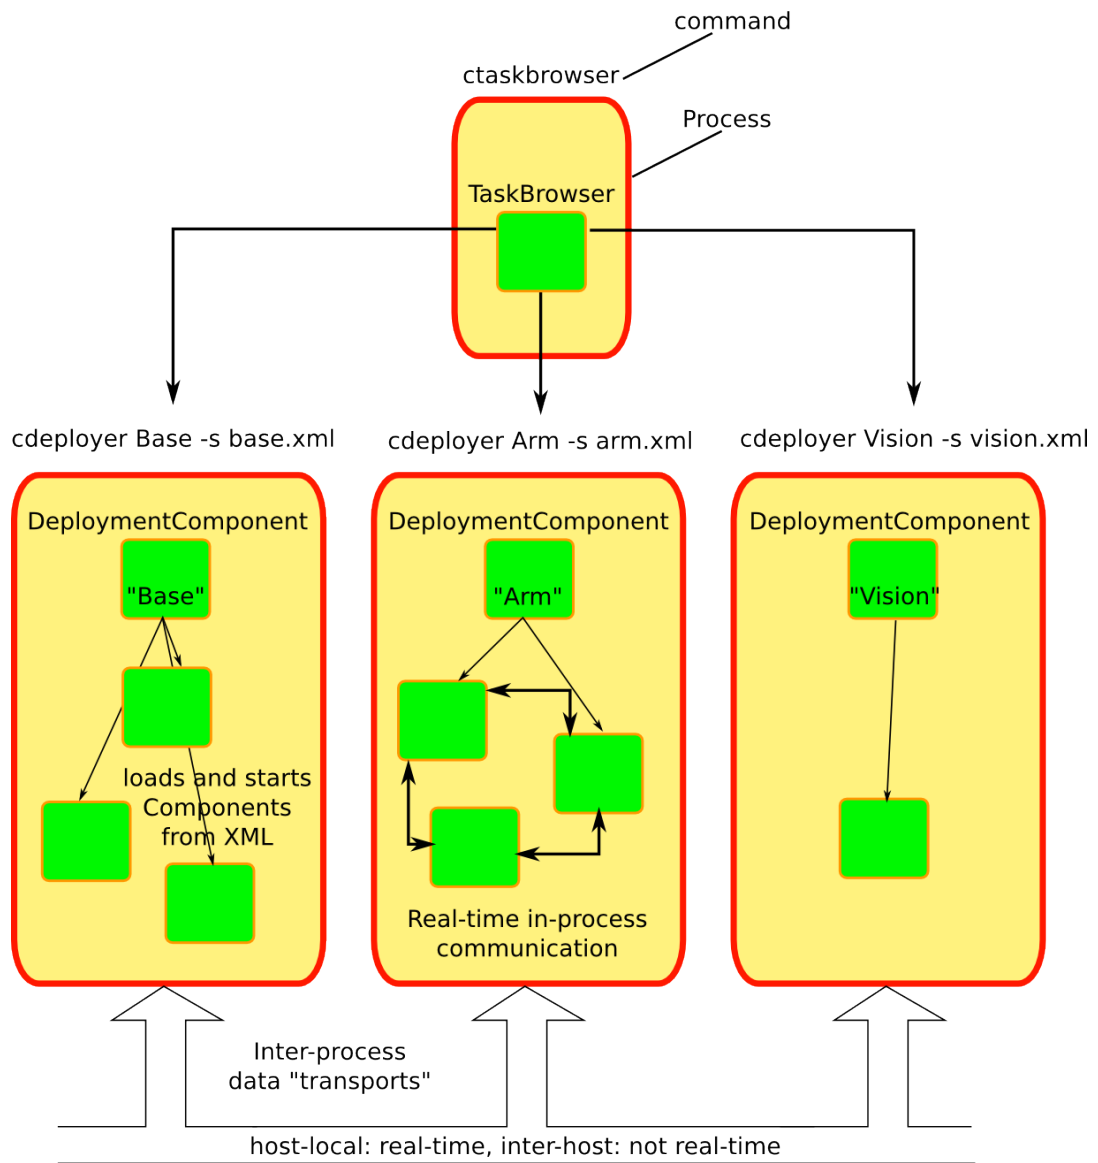 command
ctaskbrowser
Process
TaskBrowser
cdeployer Base -s base.xml
cdeployer Arm -s arm.xml
cdeployer Vision -s vision.xml
DeploymentComponent
"Base"
loads and starts
Components
from XML
DeploymentComponent
"Arm"
Real-time in-process
communication
DeploymentComponent
"Vision"
Inter-process
data "transports"
host-local: real-time, inter-host: not real-time